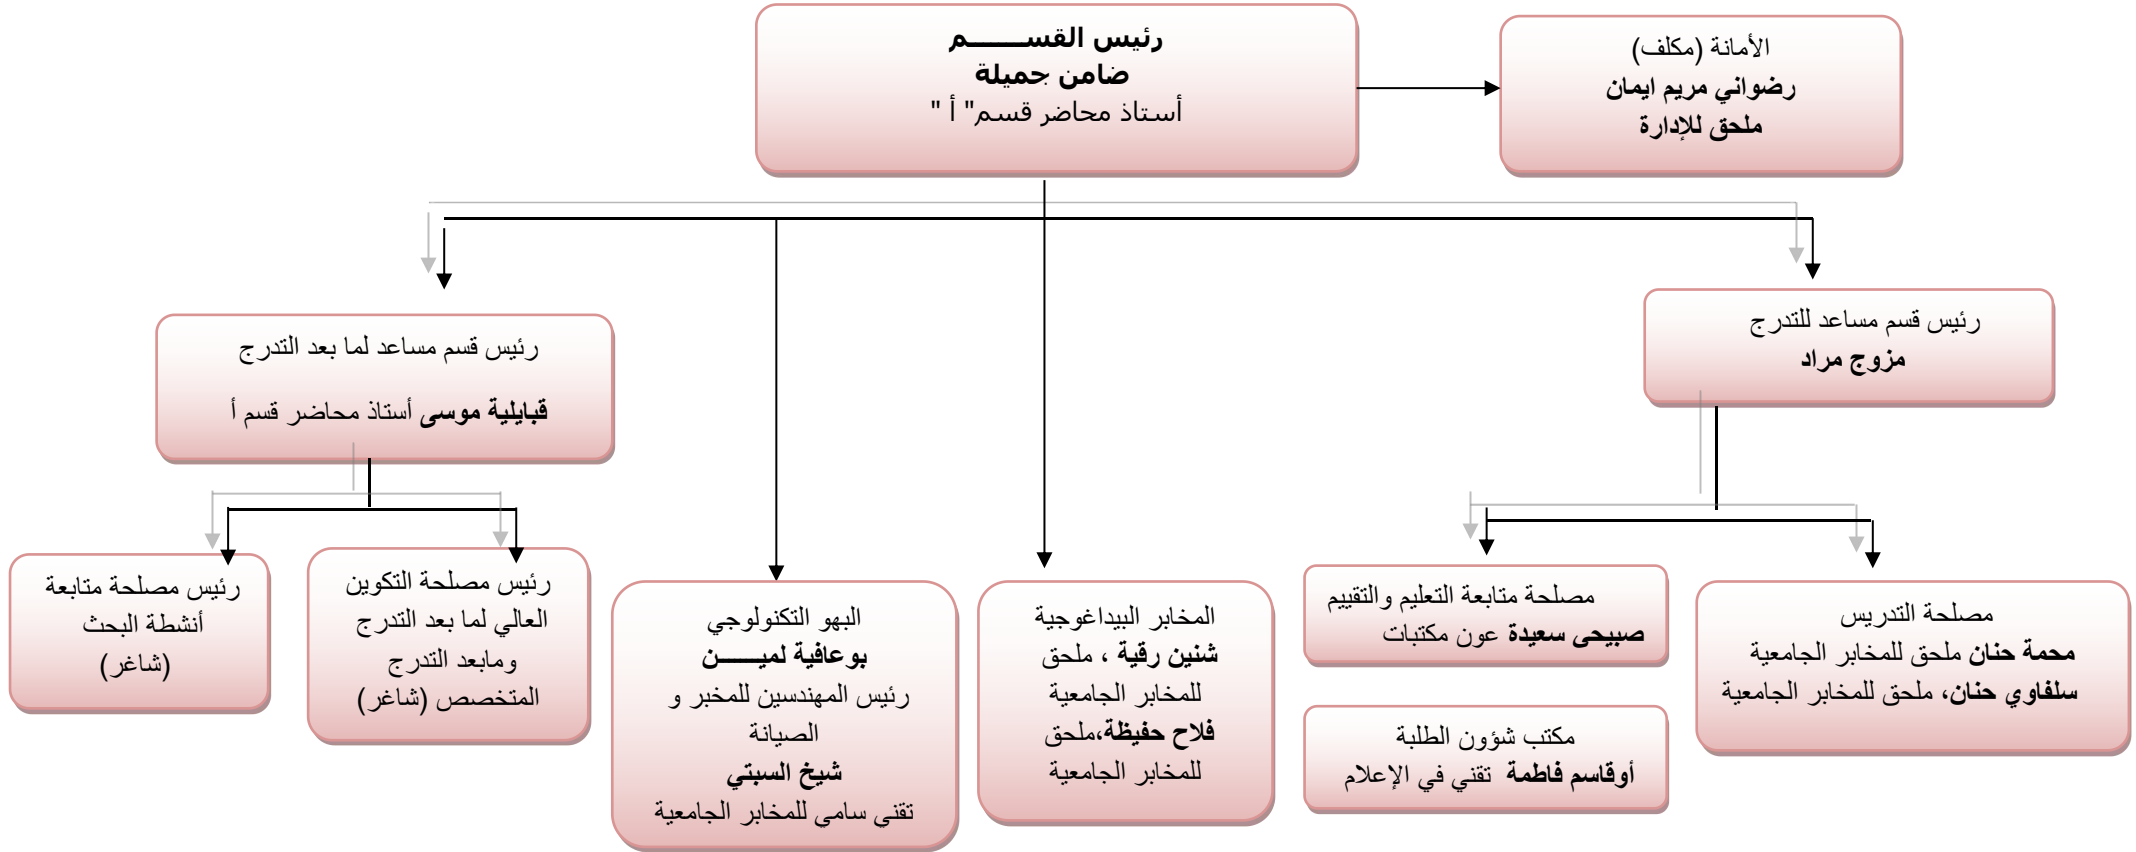 رئيس القســـــــم
ضامن جميلة
أستاذ محاضر قسم" أ "
الأمانة (مكلف)
رضواني مريم ايمان
ملحق للإدارة
رئيس قسم مساعد للتدرج
مزوج مراد
رئيس قسم مساعد لما بعد التدرج
قبايلية موسى أستاذ محاضر قسم أ
مصلحة التدريس
محمة حنان ملحق للمخابر الجامعية
سلفاوي حنان، ملحق للمخابر الجامعية
مصلحة متابعة التعليم والتقييم
صبيحى سعيدة عون مكتبات
مكتب شؤون الطلبة
أوقاسم فاطمة تقني في الإعلام
المخابر البيداغوجية
شنين رقية ، ملحق
للمخابر الجامعية
فلاح حفيظة،ملحق
للمخابر الجامعية
البهو التكنولوجي
بوعافية لميــــــن
رئيس المهندسين للمخبر و
الصيانة
شيخ السبتي
تقني سامي للمخابر الجامعية
رئيس مصلحة التكوين
العالي لما بعد التدرج
ومابعد التدرج
المتخصص (شاغر)
رئيس مصلحة متابعة
أنشطة البحث
(شاغر)